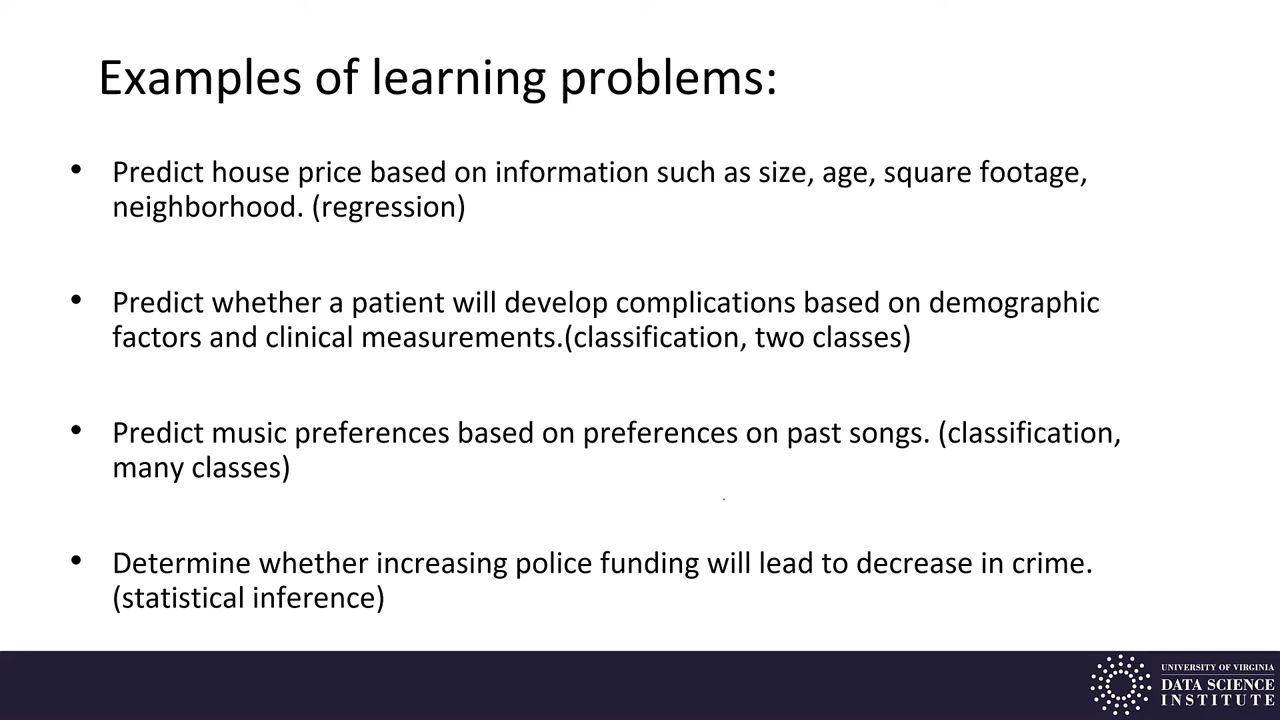 Examples of learning problems:
• Predict house price based on information such as size, age, square footage,
neighborhood. (regression)
• Predict whether a patient will develop complications based on demographic
factors and clinical measurements.(classification, two classes)
• Predict music preferences based on preferences on past songs. (classification,
many classes)
• Determine whether increasing police funding will lead to decrease in crime.
(statistical inference)
UNIVERSITY OF VIRGINIA
DATA SCIENCE
INSTITUTE